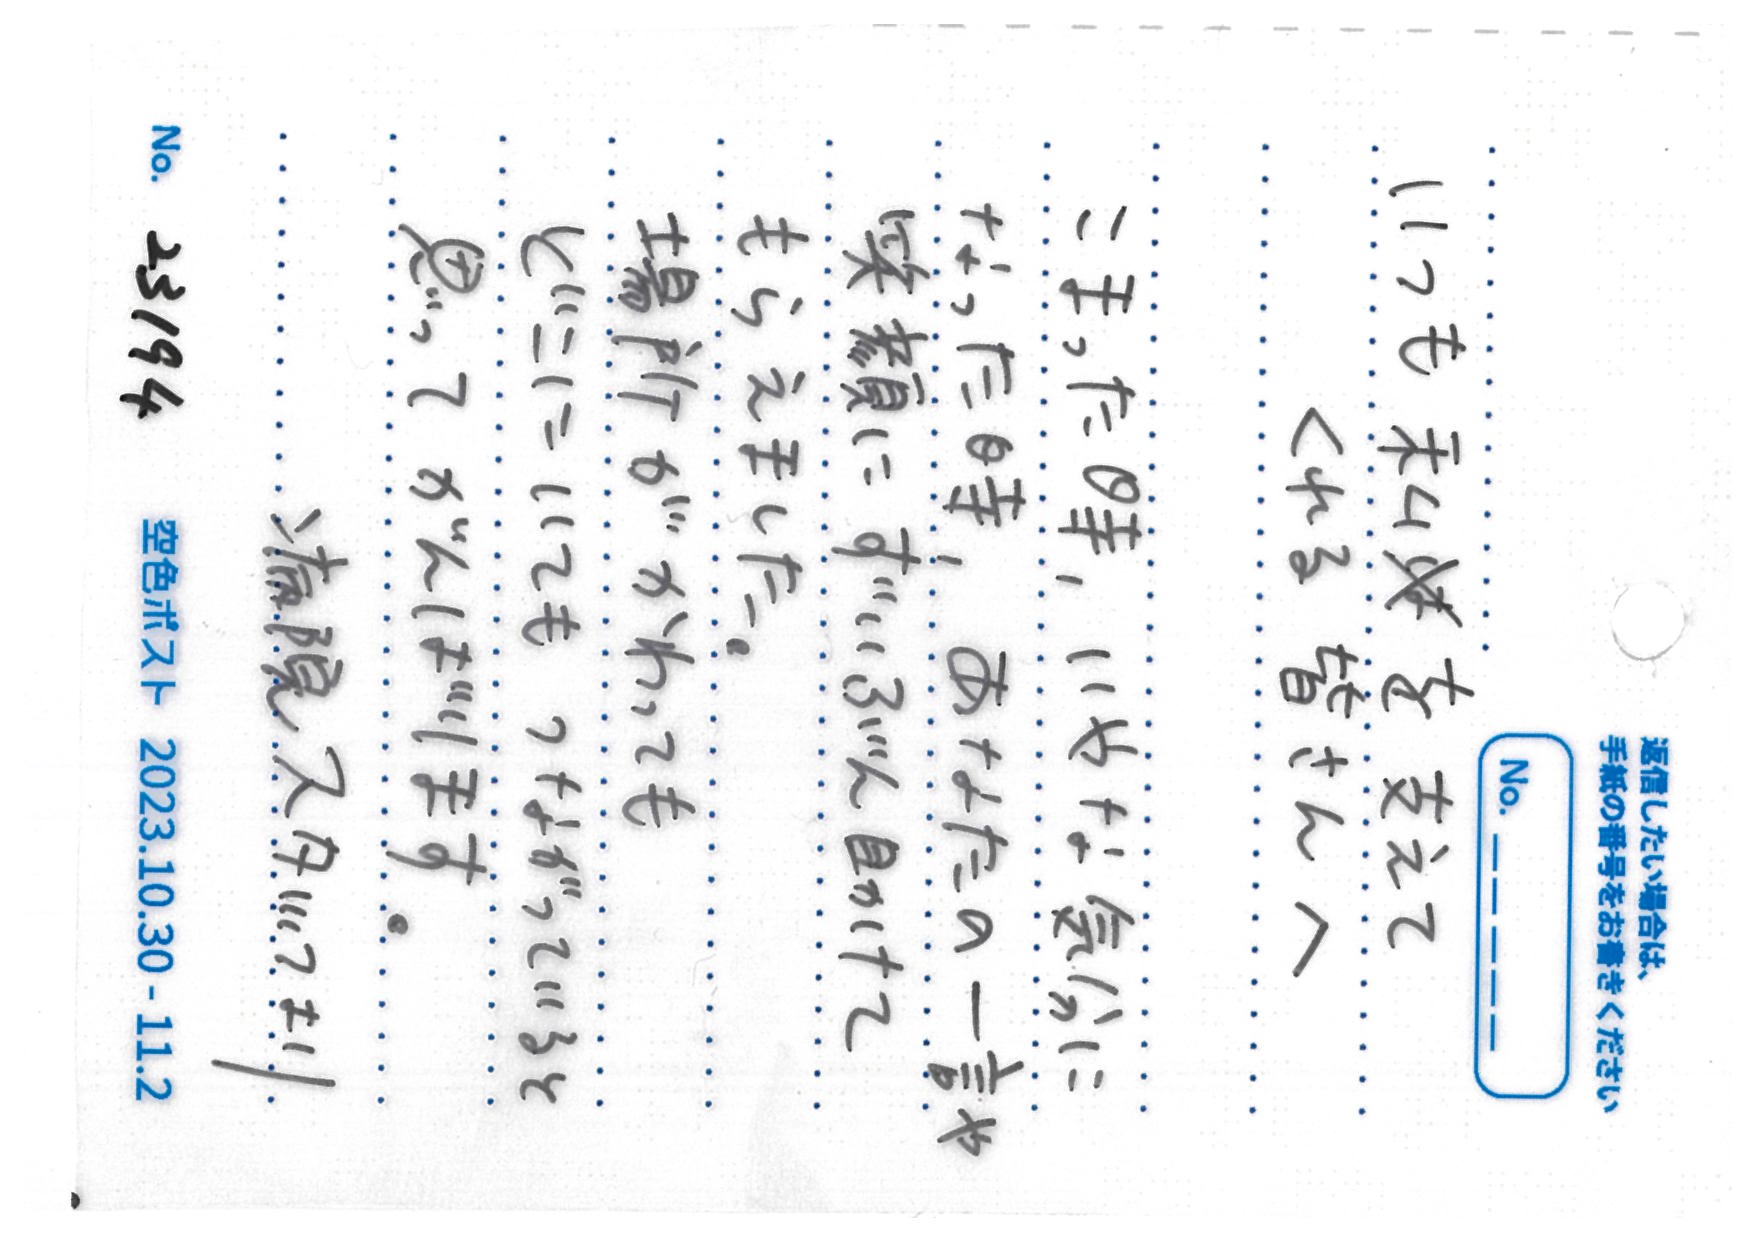 返信したい場合は、
手紙の番号をお書きください
No. _ _ _ _ _
いつも 私を 支えて
くれる 皆さんへ
こまった時, いやな気分に
なった時, あなたの一言や
笑顔に ずいぶん助けて
もらえました。
場所が かわっても
どこに いても つながっていると
思って がんばります。
病院スタッフより
No. 23194
空色ポスト 2023.10.30 - 11.2